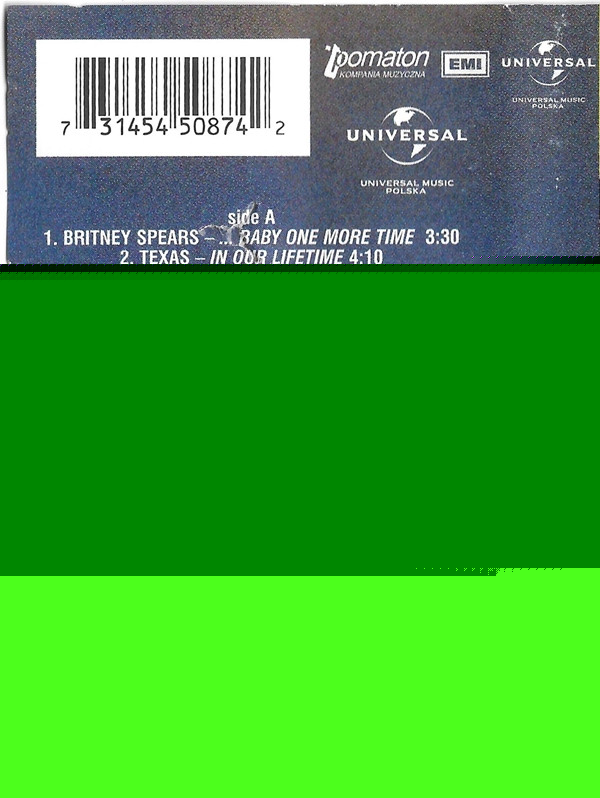 7 31454 50874 2
Pomaton
KOMPANIA MUZYCZNA
EMI
UNIVERSAL
UNIVERSAL MUSIC
POLSKA
UNIVERSAL
UNIVERSAL MUSIC
POLSKA
side A
1. BRITNEY SPEARS – ... BABY ONE MORE TIME 3:30
2. TEXAS – IN OUR LIFETIME 4:10